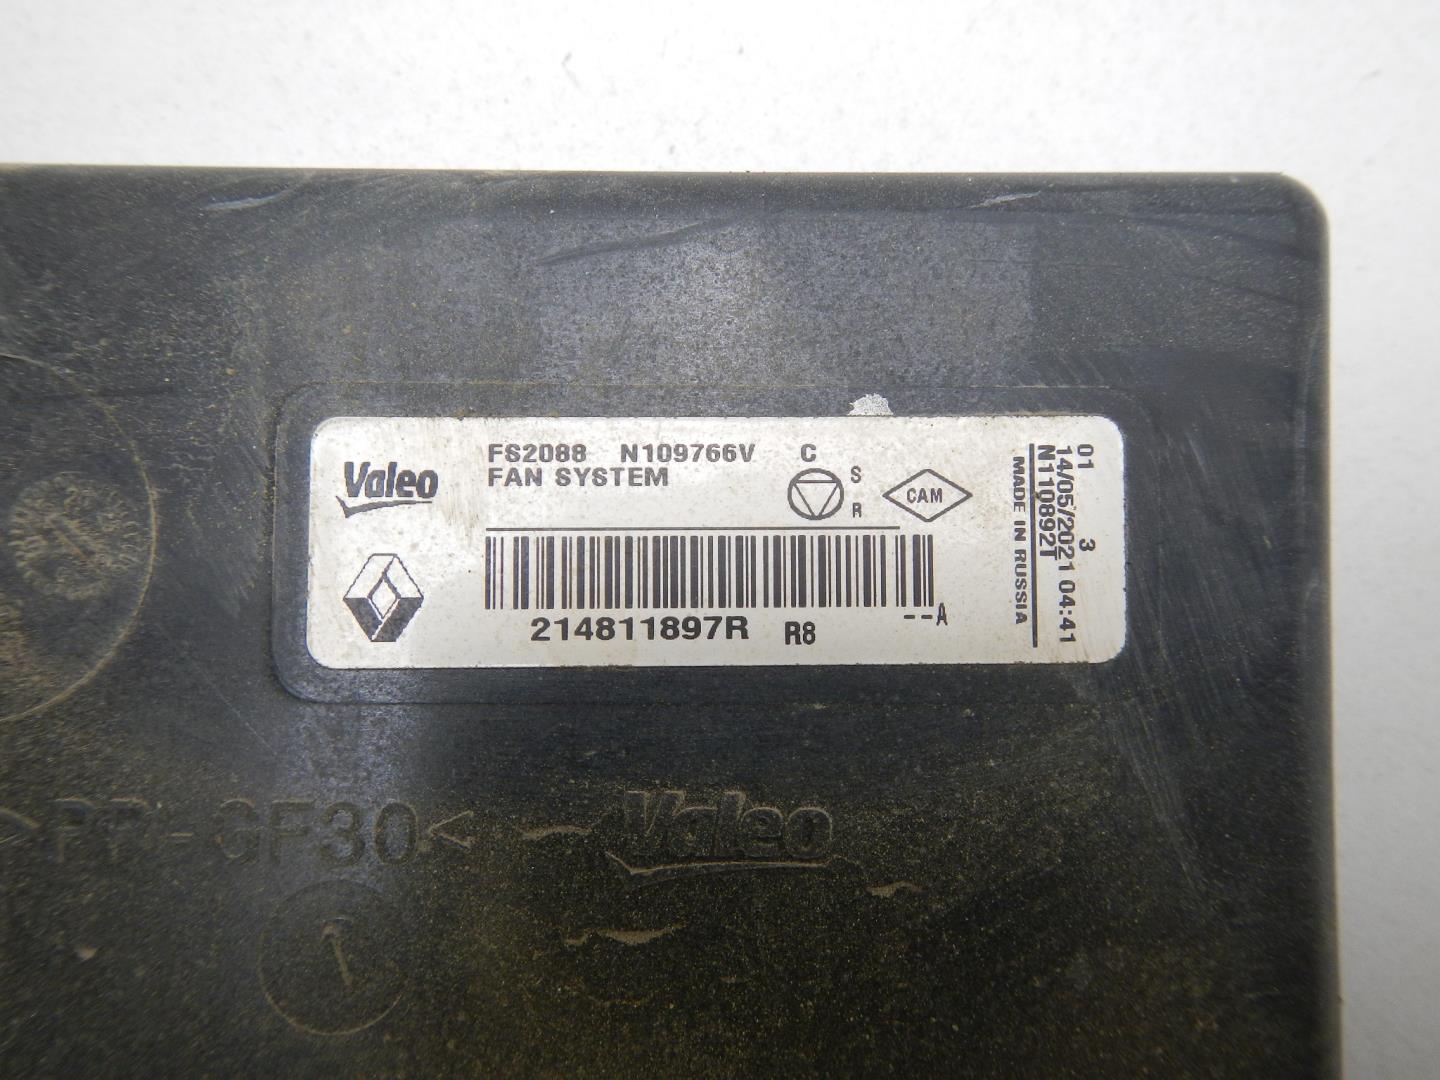 Valeo
FS2088 N109766V C
FAN SYSTEM
S
R
CAM
214811897R R8
--A
01 3
14/05/2021 04:41
N110892T
MADE IN RUSSIA
>PP-GF30<
Valeo